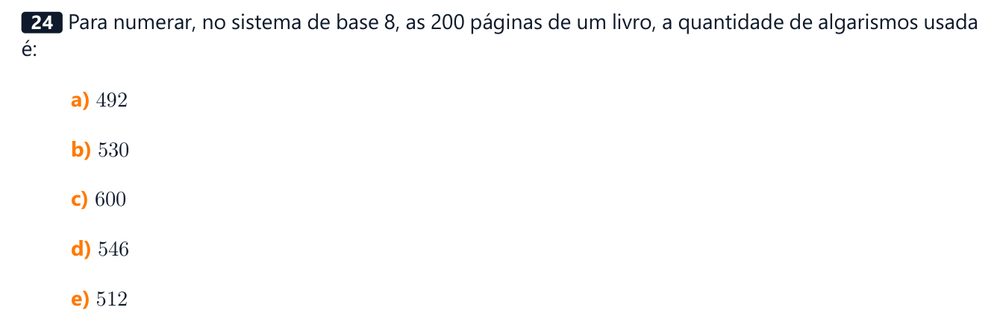 24 Para numerar, no sistema de base 8, as 200 páginas de um livro, a quantidade de algarismos usada
é:
a) 492
b) 530
c) 600
d) 546
e) 512